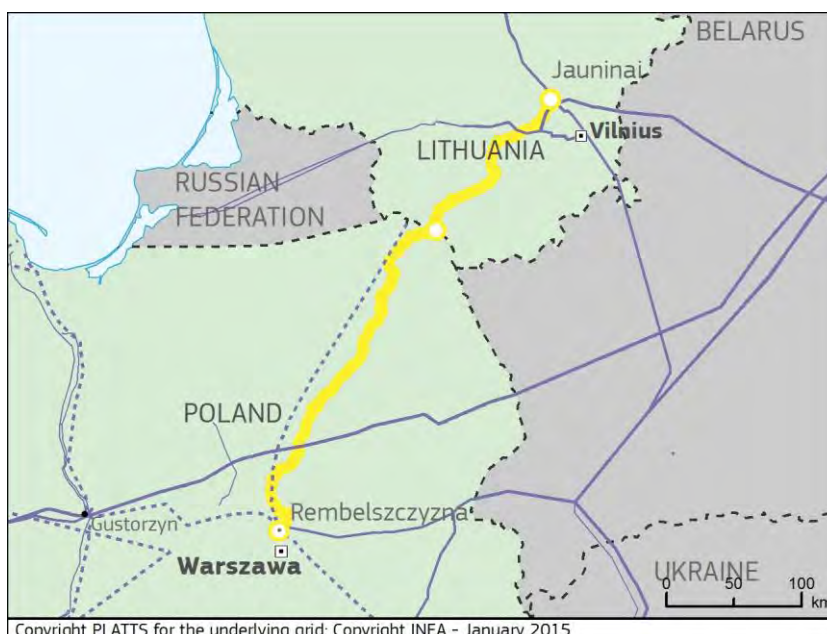 BELARUS
Jauninai
Vilnius
LITHUANIA
RUSSIAN
FEDERATION
POLAND
Rembelszczyzna
Gustorzyn
Warszawa
UKRAINE
0 50 100
km
Copyright PLATTS for the underlying grid; Copyright INEA - January 2015